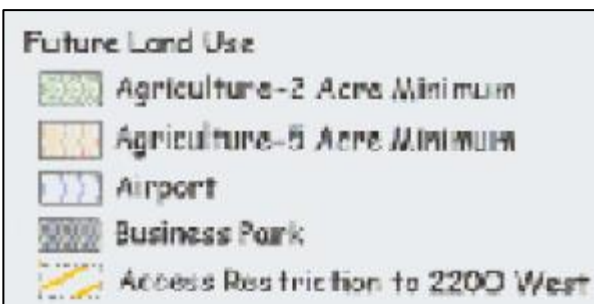 Future Land Use
Agriculture-2 Acre Minimum
Agriculture-5 Acre Minimum
Airport
Business Park
Access Restriction to 2200 West